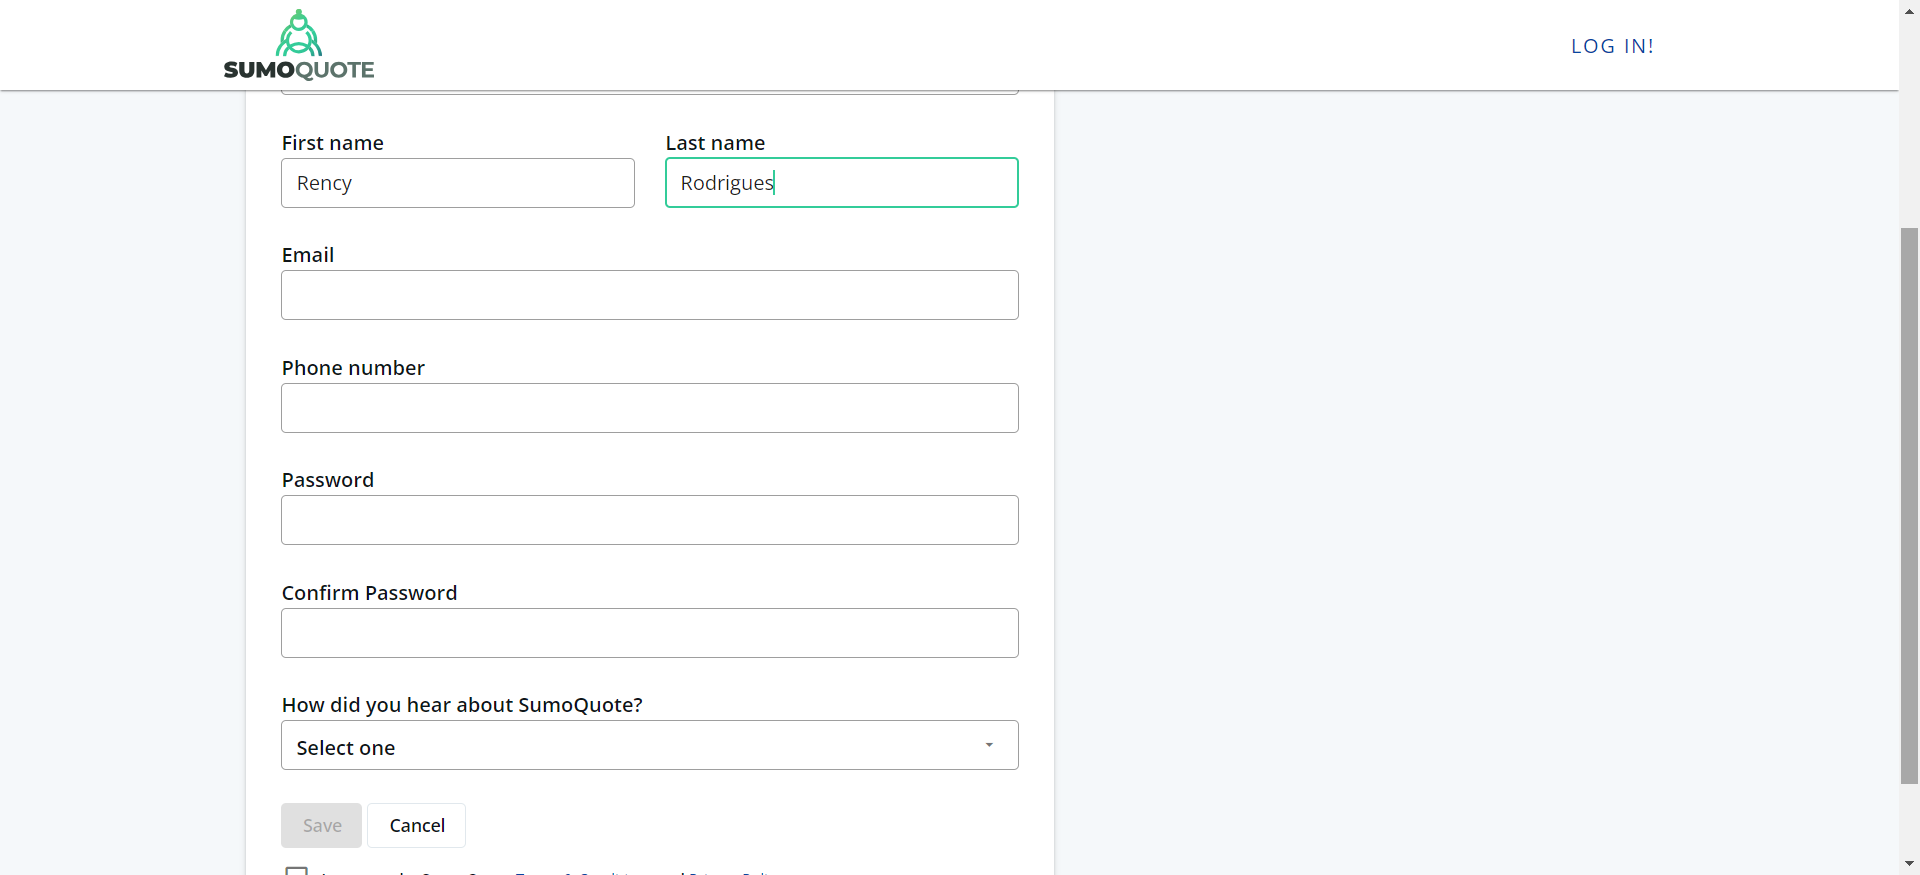 SUMOQUOTE
LOG IN!
First name
Last name
Rency
Rodrigues
Email
Phone number
Password
Confirm Password
How did you hear about SumoQuote?
Select one
Save
Cancel